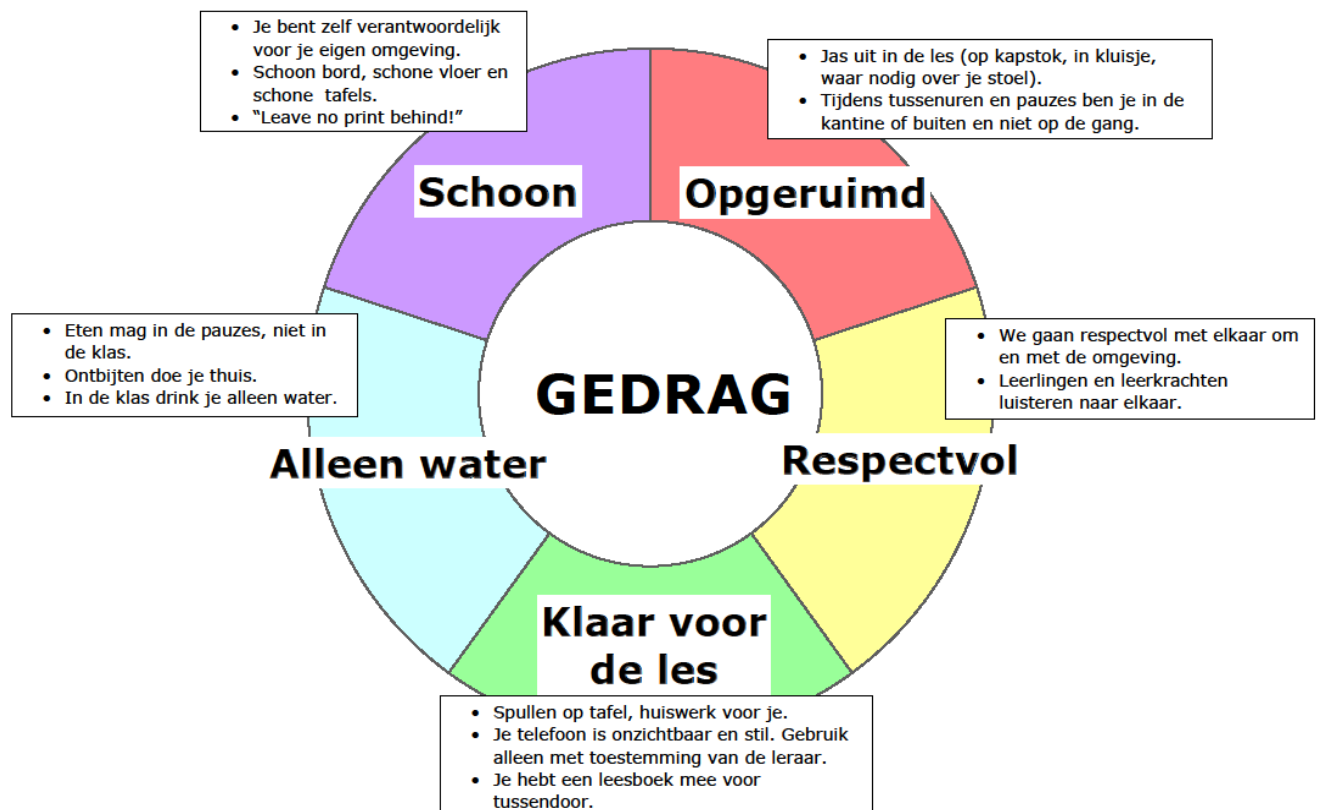 • Je bent zelf verantwoordelijk
voor je eigen omgeving.
• Schoon bord, schone vloer en
schone tafels.
• “Leave no print behind!”
• Jas uit in de les (op kapstok, in kluisje,
waar nodig over je stoel).
• Tijdens tussenuren en pauzes ben je in de
kantine of buiten en niet op de gang.
Schoon
Opgeruimd
• Eten mag in de pauzes, niet in
de klas.
• Ontbijten doe je thuis.
• In de klas drink je alleen water.
• We gaan respectvol met elkaar om
en met de omgeving.
• Leerlingen en leerkrachten
luisteren naar elkaar.
GEDRAG
Alleen water
Respectvol
Klaar voor
de les
• Spullen op tafel, huiswerk voor je.
• Je telefoon is onzichtbaar en stil. Gebruik
alleen met toestemming van de leraar.
• Je hebt een leesboek mee voor
tussendoor.